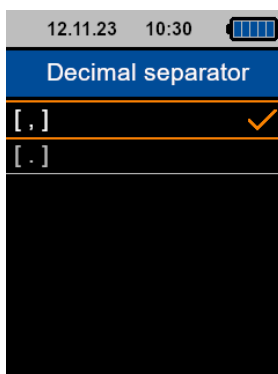 12.11.23 10:30
Decimal separator
[ , ]
[ . ]